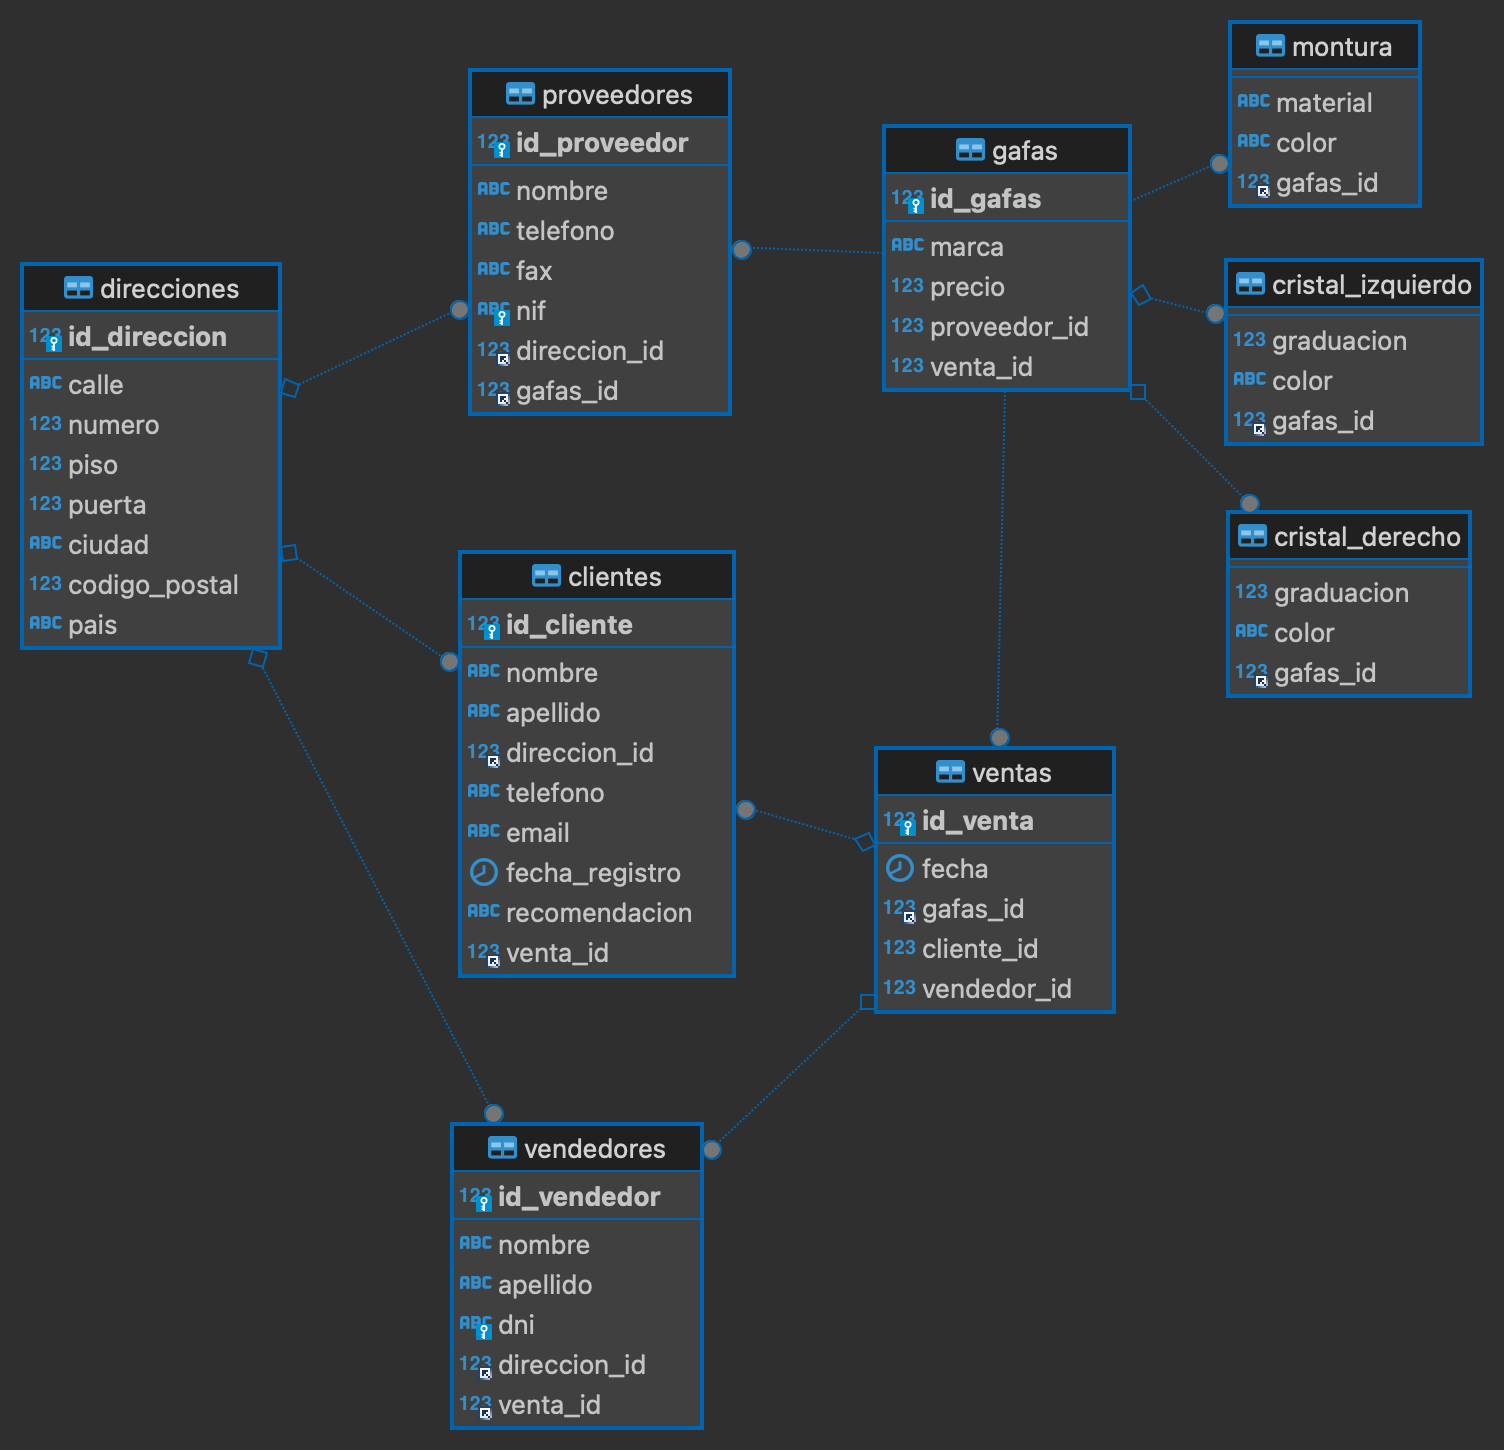 direcciones
123 id_direccion
ABC calle
123 numero
123 piso
123 puerta
ABC ciudad
123 codigo_postal
ABC pais
proveedores
123 id_proveedor
ABC nombre
ABC telefono
ABC fax
ABC nif
123 direccion_id
123 gafas_id
clientes
123 id_cliente
ABC nombre
ABC apellido
123 direccion_id
ABC telefono
ABC email
fecha_registro
ABC recomendacion
123 venta_id
vendedores
123 id_vendedor
ABC nombre
ABC apellido
ABC dni
123 direccion_id
123 venta_id
gafas
123 id_gafas
ABC marca
123 precio
123 proveedor_id
123 venta_id
ventas
123 id_venta
fecha
123 gafas_id
123 cliente_id
123 vendedor_id
montura
ABC material
ABC color
123 gafas_id
cristal_izquierdo
123 graduacion
ABC color
123 gafas_id
cristal_derecho
123 graduacion
ABC color
123 gafas_id